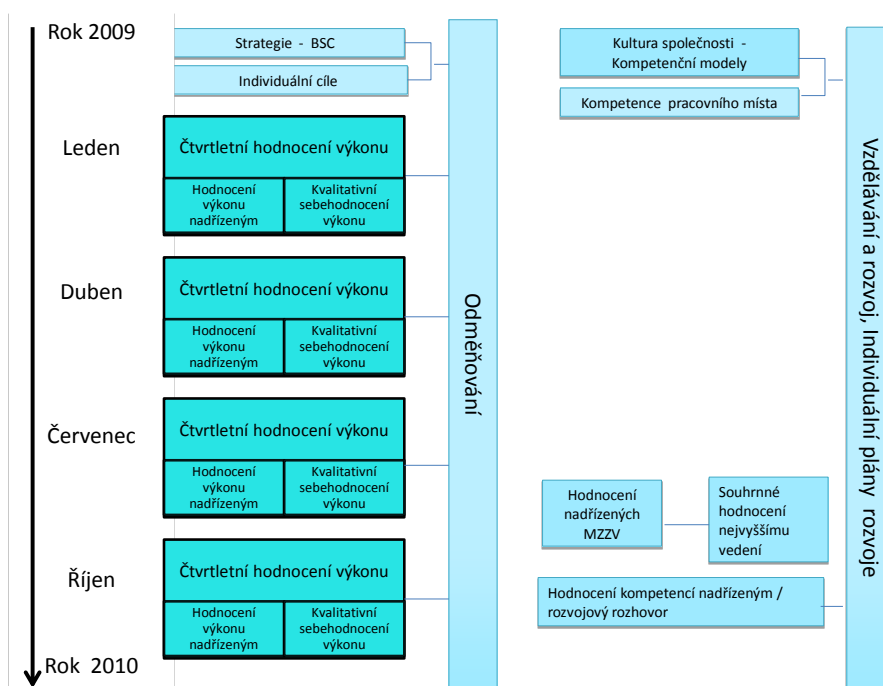 Rok 2009
Strategie - BSC
Individuální cíle
Kultura společnosti -
Kompetenční modely
Kompetence pracovního místa
Leden
Čtvrtletní hodnocení výkonu
Hodnocení
výkonu
nadřízeným
Kvalitativní
sebehodnocení
výkonu
Duben
Čtvrtletní hodnocení výkonu
Hodnocení
výkonu
nadřízeným
Kvalitativní
sebehodnocení
výkonu
Červenec
Čtvrtletní hodnocení výkonu
Hodnocení
výkonu
nadřízeným
Kvalitativní
sebehodnocení
výkonu
Říjen
Čtvrtletní hodnocení výkonu
Hodnocení
výkonu
nadřízeným
Kvalitativní
sebehodnocení
výkonu
Rok 2010
Odměňování
Hodnocení
nadřízených
MZZV
Souhrnné
hodnocení
nejvyššímu
vedení
Hodnocení kompetencí nadřízeným /
rozvojový rozhovor
Vzdělávání a rozvoj, Individuální plány rozvoje